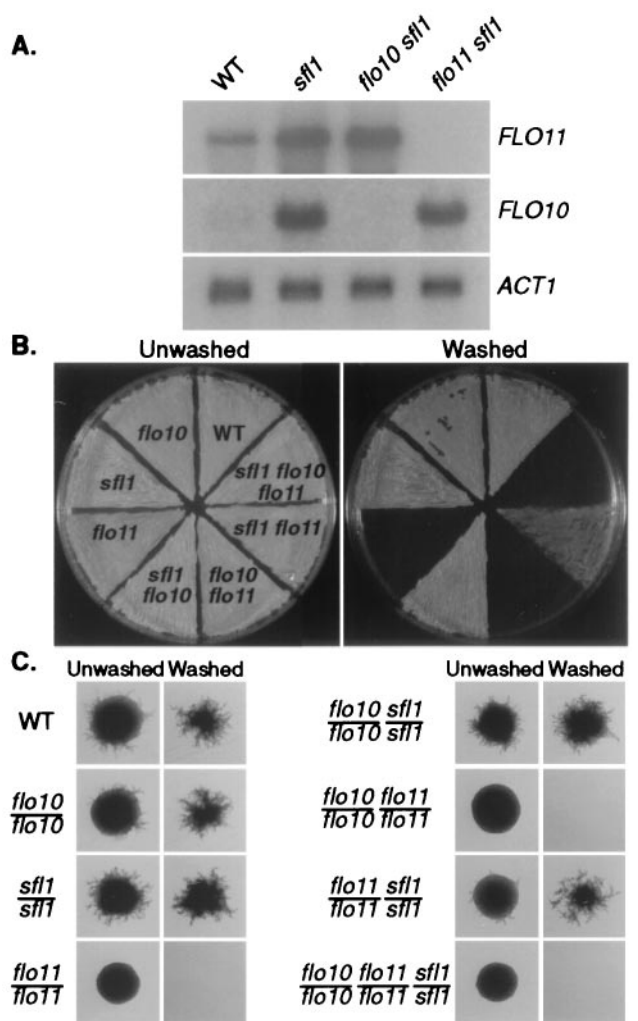 A.
WT sfl1 flo10 sfl1 flo11 sfl1
FLO11
FLO10
ACT1
B.
Unwashed Washed
flo10 WT
sfl1 sfl1 flo10
flo11
flo11 sfl1 flo11
sfl1 flo10
flo10 flo11
C.
Unwashed Washed
WT
flo10
flo10
sfl1
sfl1
flo11
flo11
Unwashed Washed
flo10 sfl1
flo10 sfl1
flo10 flo11
flo10 flo11
flo11 sfl1
flo11 sfl1
flo10 flo11 sfl1
flo10 flo11 sfl1